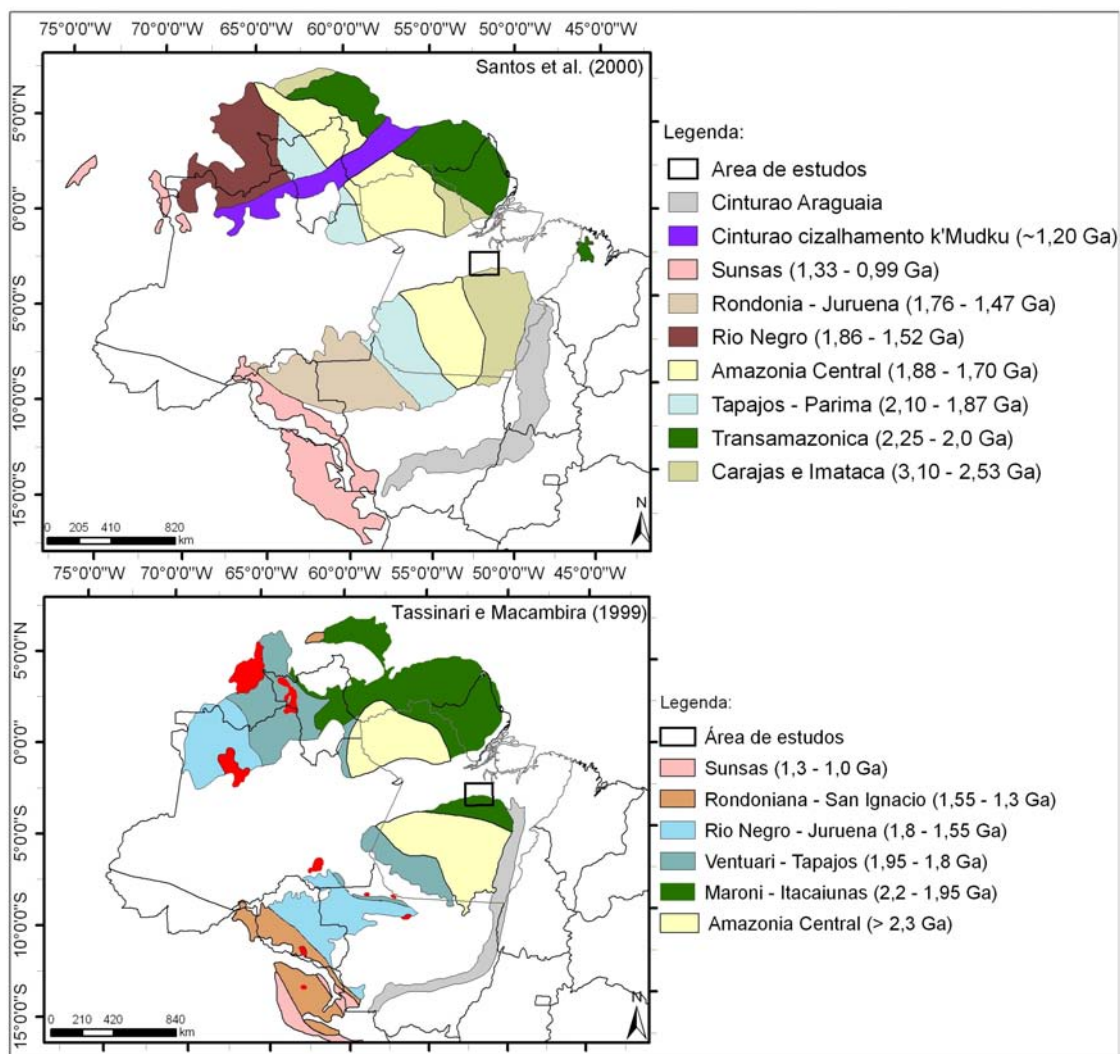 75°0'0"W 70°0'0"W 65°0'0"W 60°0'0"W 55°0'0"W 50°0'0"W 45°0'0"W
Santos et al. (2000)
5°0'0"N
0°0'0"
5°0'0"S
10°0'0"S
15°0'0"S
Legenda:
Area de estudos
Cinturao Araguaia
Cinturao cizalhamento k'Mudku (~1,20 Ga)
Sunsas (1,33 - 0,99 Ga)
Rondonia - Juruena (1,76 - 1,47 Ga)
Rio Negro (1,86 - 1,52 Ga)
Amazonia Central (1,88 - 1,70 Ga)
Tapajos - Parima (2,10 - 1,87 Ga)
Transamazonica (2,25 - 2,0 Ga)
Carajas e Imataca (3,10 - 2,53 Ga)
N
0 205 410 820
km
75°0'0"W 70°0'0"W 65°0'0"W 60°0'0"W 55°0'0"W 50°0'0"W 45°0'0"W
Tassinari e Macambira (1999)
5°0'0"N
0°0'0"
5°0'0"S
10°0'0"S
15°0'0"S
Legenda:
Área de estudos
Sunsas (1,3 - 1,0 Ga)
Rondoniana - San Ignacio (1,55 - 1,3 Ga)
Rio Negro - Juruena (1,8 - 1,55 Ga)
Ventuari - Tapajos (1,95 - 1,8 Ga)
Maroni - Itacaiunas (2,2 - 1,95 Ga)
Amazonia Central (> 2,3 Ga)
N
0 210 420 840
km